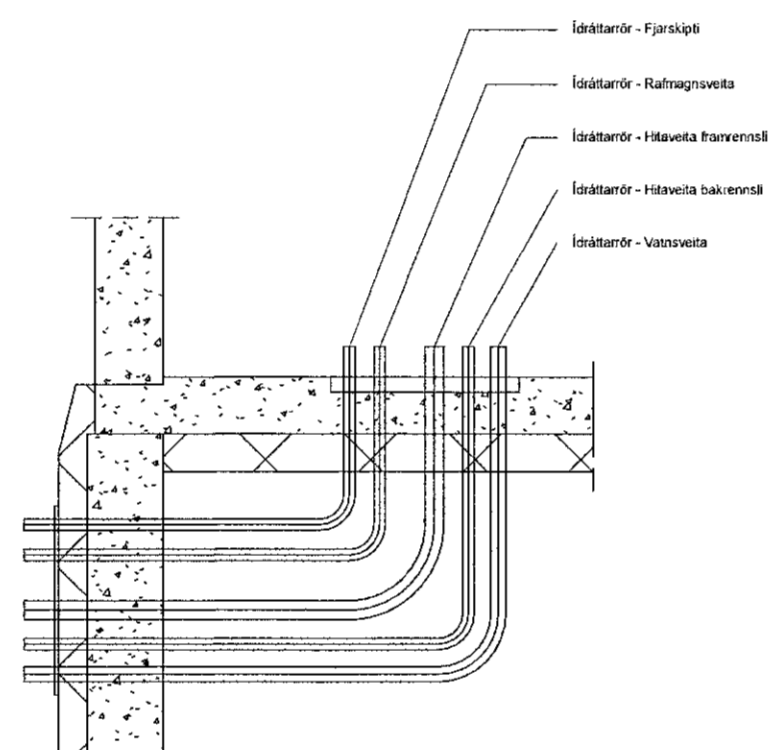 Ídráttarrör - Fjarskipti
Ídráttarrör - Rafmagnsveita
Ídráttarrör - Hitaveita framrennsli
Ídráttarrör - Hitaveita bakrennsli
Ídráttarrör - Vatnsveita